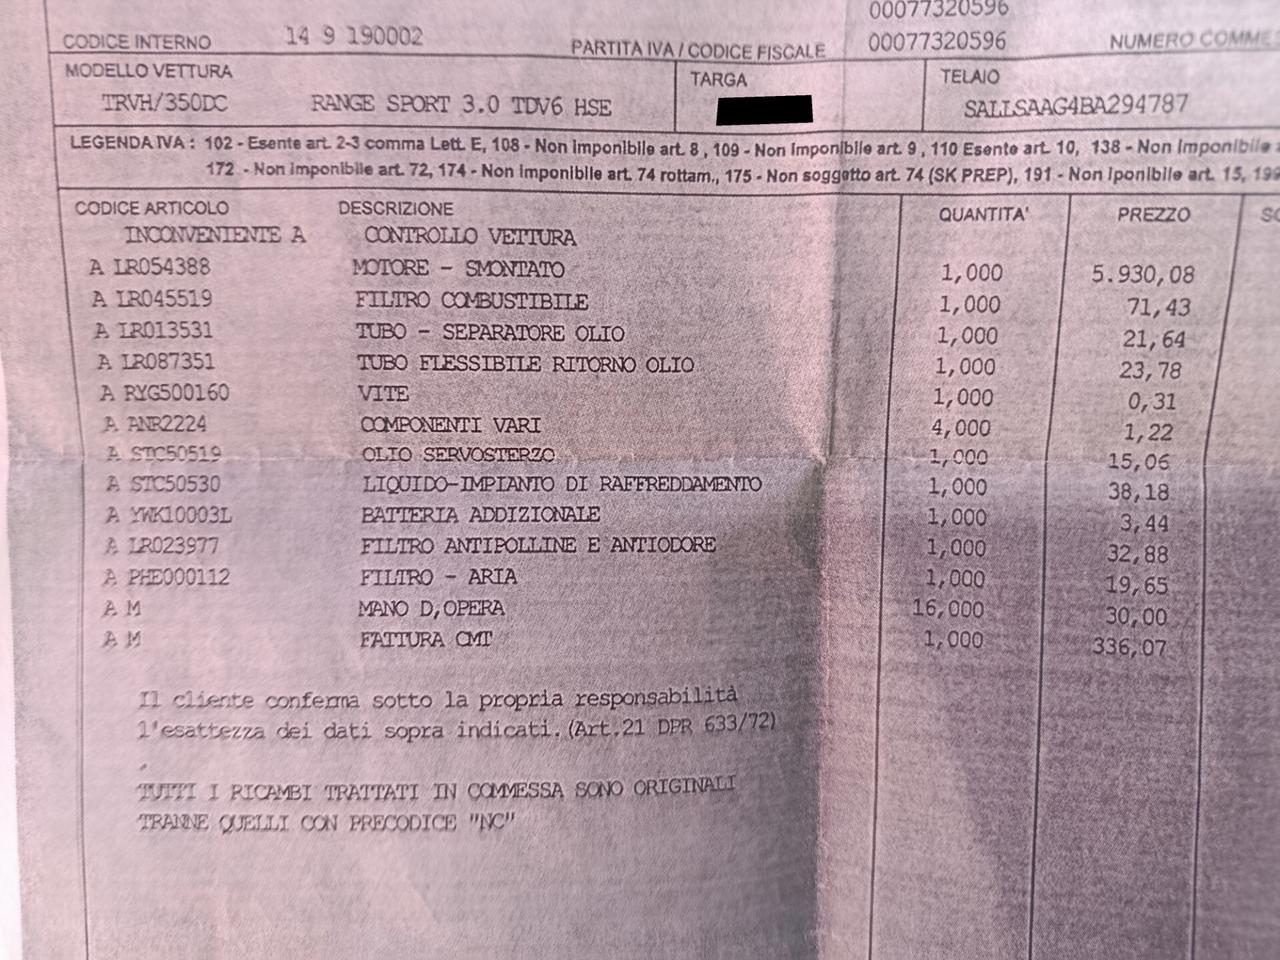 00077320596
CODICE INTERNO 14 9 190002 PARTITA IVA / CODICE FISCALE 00077320596 NUMERO COMME
MODELLO VETTURA TARGA TELAIO
TRVH/350DC RANGE SPORT 3.0 TDV6 HSE SALLSAAG4BA294787
LEGENDA IVA : 102 - Esente art. 2-3 comma Lett. E, 108 - Non imponibile art. 8 , 109 - Non Imponibile art. 9 , 110 Esente art. 10, 138 - Non Imponibile
172 - Non imponibile art. 72, 174 - Non Imponibile art. 74 rottam., 175 - Non soggetto art. 74 (SK PREP), 191 - Non Iponibile art. 15, 199
CODICE ARTICOLO DESCRIZIONE QUANTITA' PREZZO SC
INCONVENIENTE A CONTROLLO VETTURA
A LR054388 MOTORE - SMONTATO 1,000 5.930,08
A LR045519 FILTRO COMBUSTIBILE 1,000 71,43
A LR013531 TUBO - SEPARATORE OLIO 1,000 21,64
A LR087351 TUBO FLESSIBILE RITORNO OLIO 1,000 23,78
A RYG500160 VITE 1,000 0,31
A ANR2224 COMPONENTI VARI 4,000 1,22
A STC50519 OLIO SERVOSTERZO 1,000 15,06
A STC50530 LIQUIDO-IMPIANTO DI RAFFREDDAMENTO 1,000 38,18
A YWK10003L BATTERIA ADDIZIONALE 1,000 3,44
A LR023977 FILTRO ANTIPOLLINE E ANTIODORE 1,000 32,88
A PHE000112 FILTRO - ARIA 1,000 19,65
A M MANO D,OPERA 16,000 30,00
A M FATTURA CMT 1,000 336,07
Il cliente conferma sotto la propria responsabilità
l'esattezza dei dati sopra indicati.(Art.21 DPR 633/72)
.
TUTTI I RICAMBI TRATTATI IN COMMESSA SONO ORIGINALI
TRANNE QUELLI CON PRECODICE "NC"